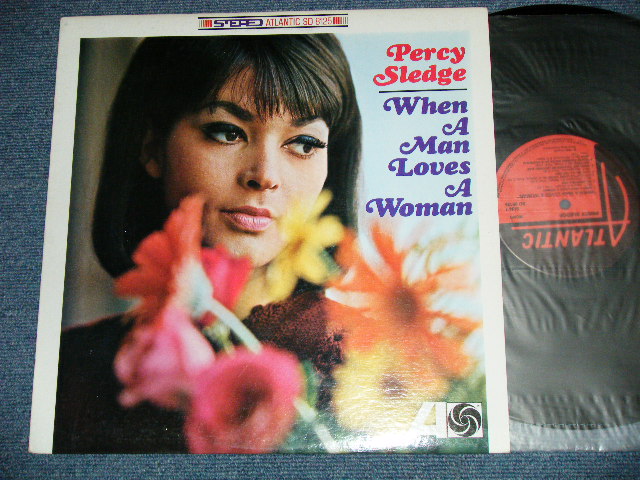 STEREO ATLANTIC SD 8125
Percy
Sledge
When
A
Man
Loves
A
Woman
ATLANTIC